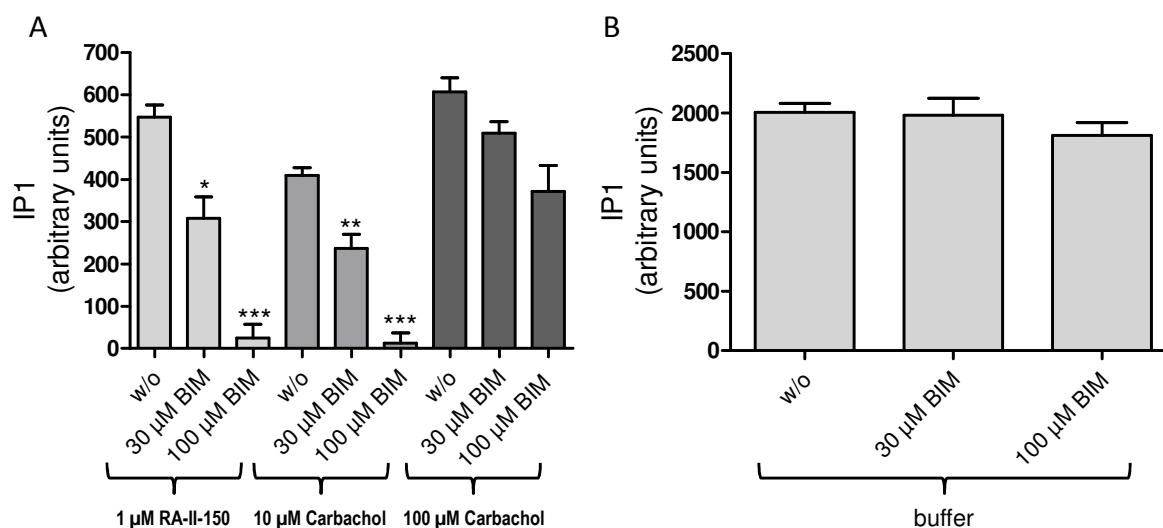 A
IP1
(arbitrary units)
700
600
500
400
300
200
100
0
*
***
**
***
w/o
30 µM BIM
100 µM BIM
w/o
30 µM BIM
100 µM BIM
w/o
30 µM BIM
100 µM BIM
1 µM RA-II-150
10 µM Carbachol
100 µM Carbachol
B
IP1
(arbitrary units)
2500
2000
1500
1000
500
0
w/o
30 µM BIM
100 µM BIM
buffer